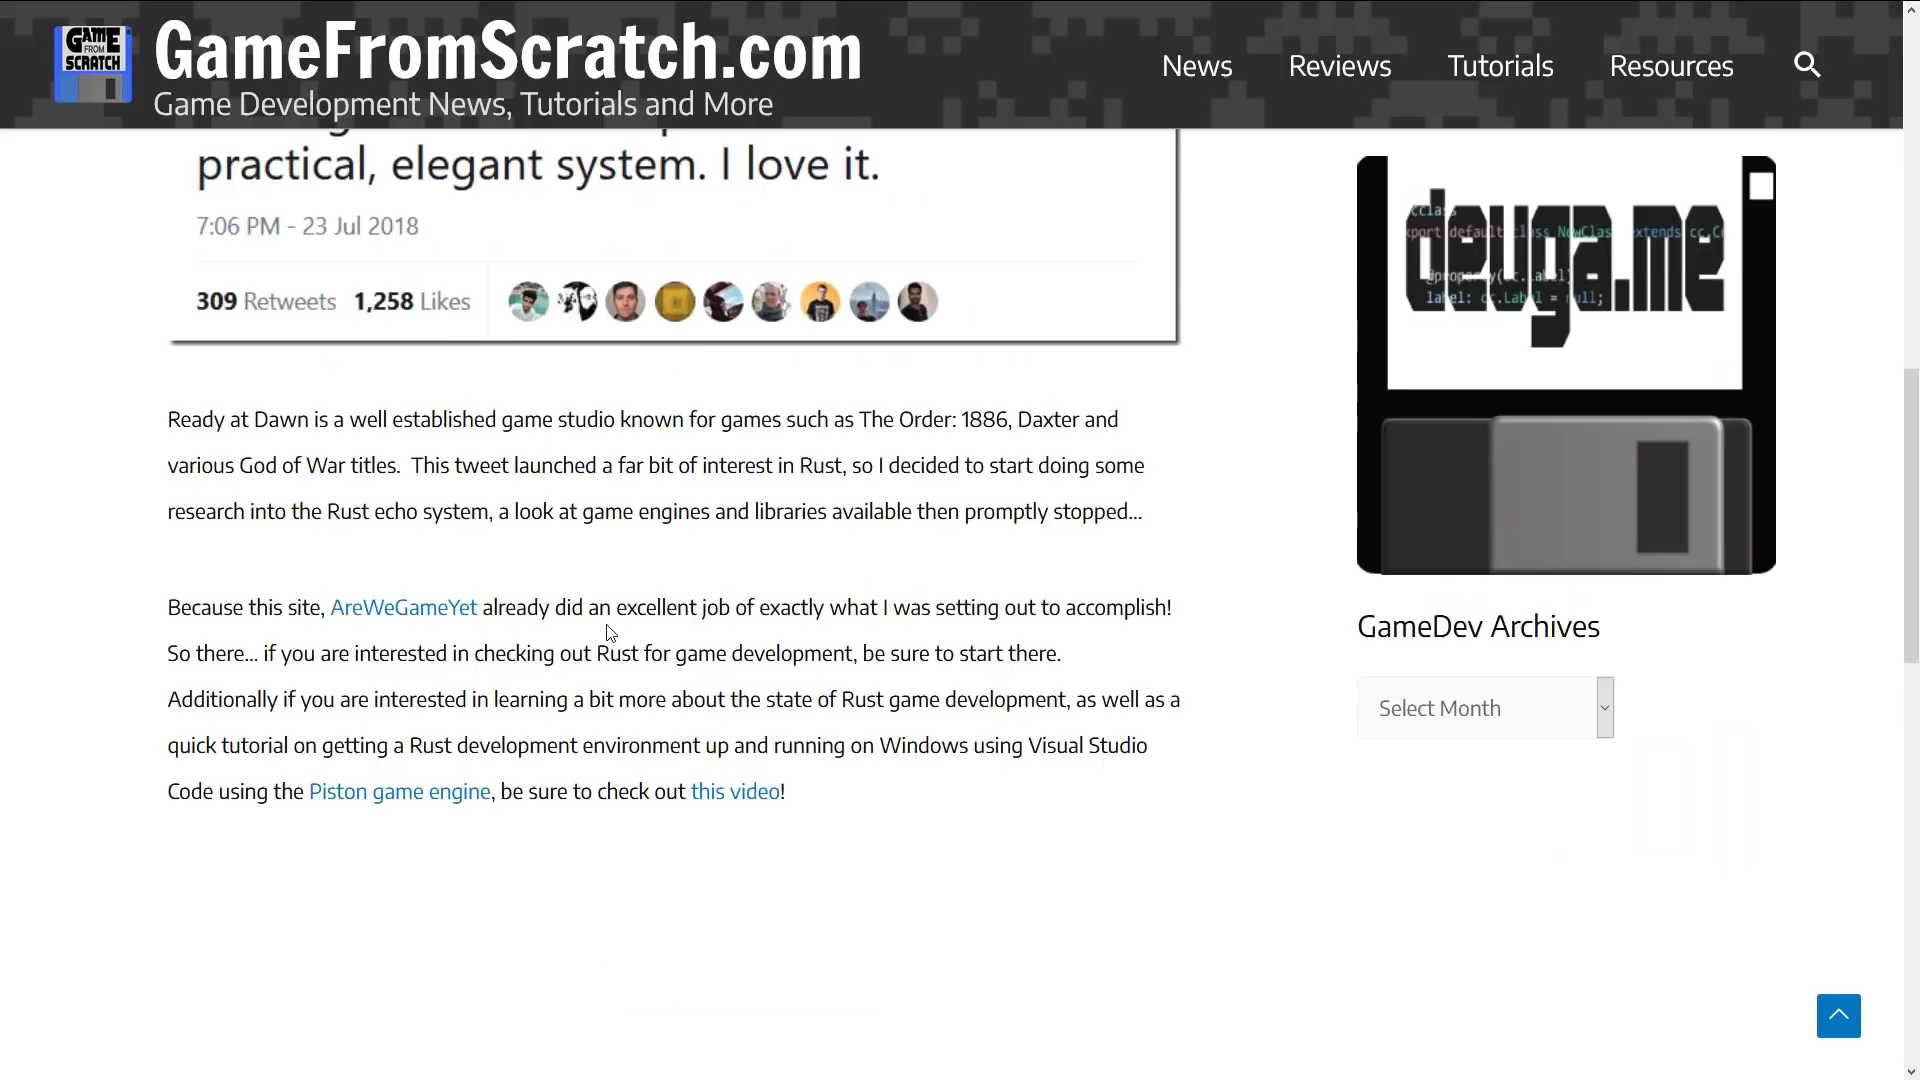 GAME
FROM
SCRATCH
GameFromScratch.com
Game Development News, Tutorials and More
News
Reviews
Tutorials
Resources
practical, elegant system. I love it.
7:06 PM - 23 Jul 2018
309 Retweets 1,258 Likes
Ready at Dawn is a well established game studio known for games such as The Order: 1886, Daxter and
various God of War titles. This tweet launched a far bit of interest in Rust, so I decided to start doing some
research into the Rust echo system, a look at game engines and libraries available then promptly stopped...
Because this site, AreWeGameYet already did an excellent job of exactly what I was setting out to accomplish!
So there... if you are interested in checking out Rust for game development, be sure to start there.
Additionally if you are interested in learning a bit more about the state of Rust game development, as well as a
quick tutorial on getting a Rust development environment up and running on Windows using Visual Studio
Code using the Piston game engine, be sure to check out this video!
devga.me
label: cc.Label = null;
GameDev Archives
Select Month